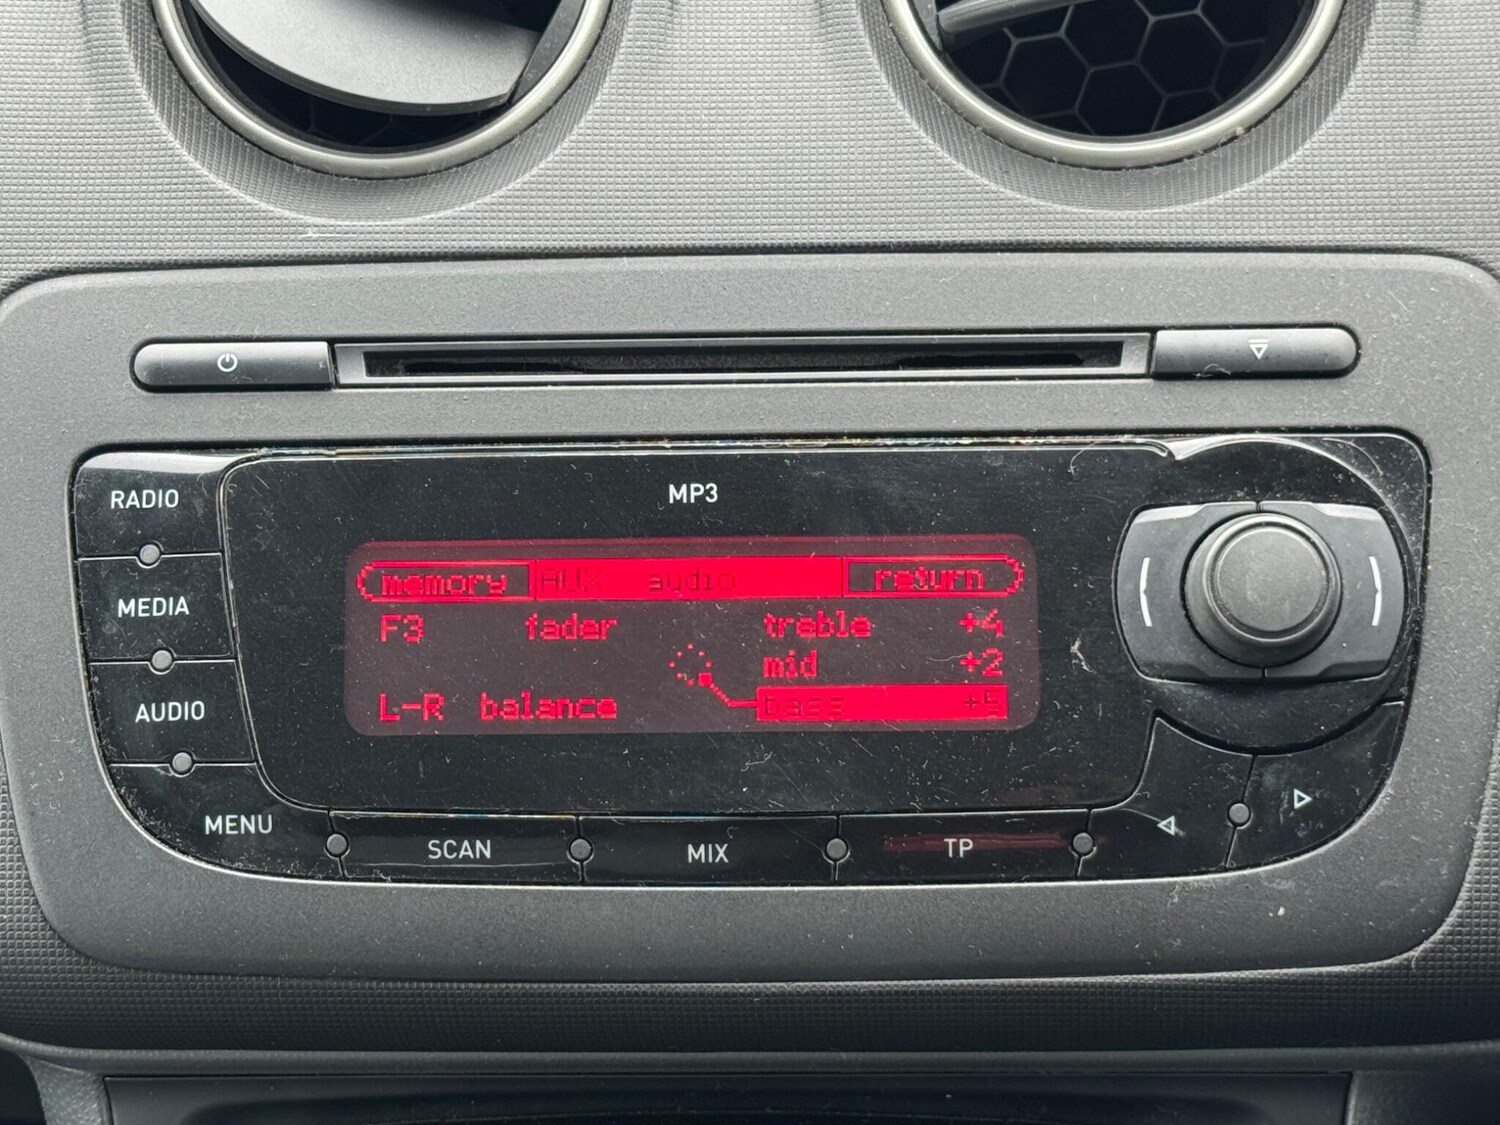 MP3
RADIO
MEDIA
AUDIO
MENU
memory AUX audio return
F3 fader treble +4
mid +2
L-R balance bass +5
SCAN MIX TP